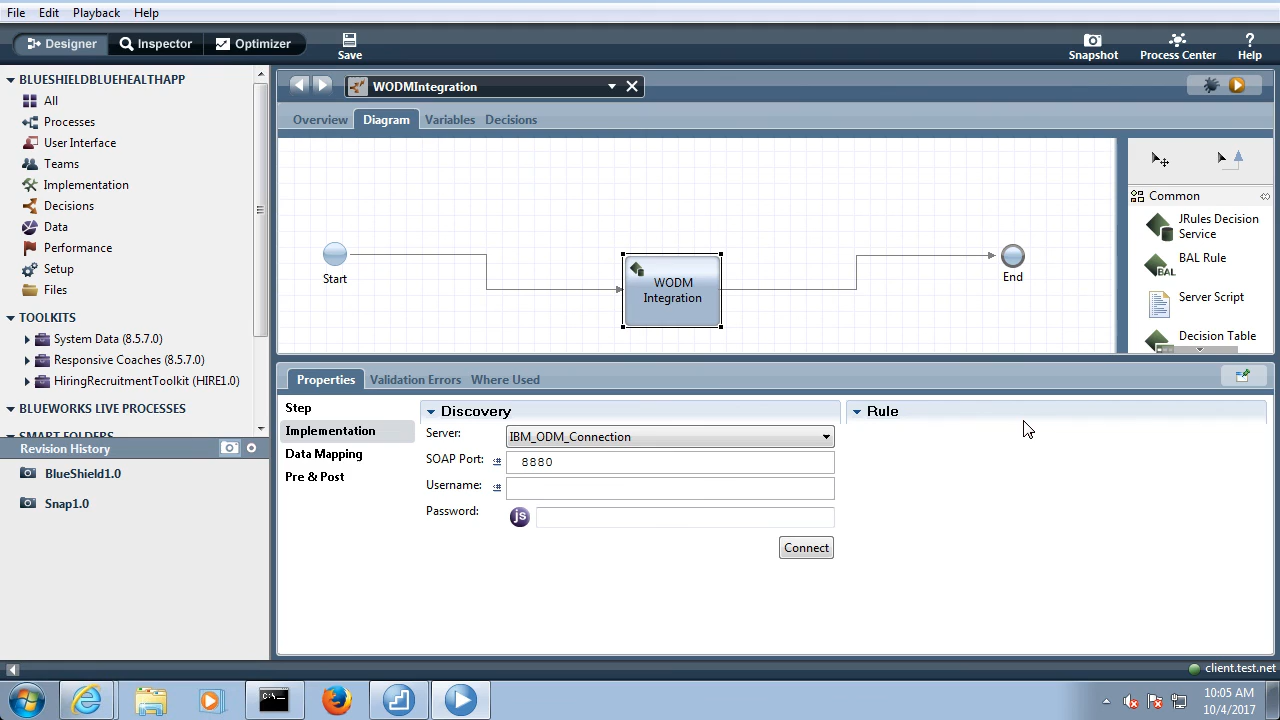 File Edit Playback Help
Designer Inspector Optimizer Save Snapshot Process Center Help
BLUESHIELDBLUEHEALTHAPP
All
Processes
User Interface
Teams
Implementation
Decisions
Data
Performance
Setup
Files
TOOLKITS
System Data (8.5.7.0)
Responsive Coaches (8.5.7.0)
HiringRecruitmentToolkit (HIRE1.0)
BLUEWORKS LIVE PROCESSES
SMART FOLDERS
Revision History
BlueShield1.0
Snap1.0
WODMIntegration
Overview Diagram Variables Decisions
Start
WODM
Integration
End
Common
JRules Decision
Service
BAL Rule
BAL
Server Script
Decision Table
Properties Validation Errors Where Used
Step
Implementation
Data Mapping
Pre & Post
Discovery
Server: IBM_ODM_Connection
SOAP Port: 8880
Username:
Password: js
Connect
Rule
client.test.net
10:05 AM
10/4/2017